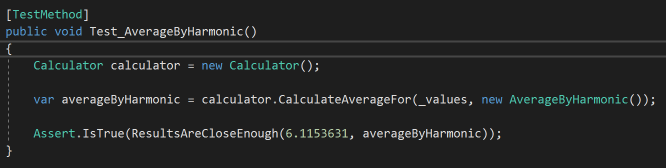 [TestMethod]
public void Test_AverageByHarmonic()
{
Calculator calculator = new Calculator();
var averageByHarmonic = calculator.CalculateAverageFor(_values, new AverageByHarmonic());
Assert.IsTrue(ResultsAreCloseEnough(6.1153631, averageByHarmonic));
}